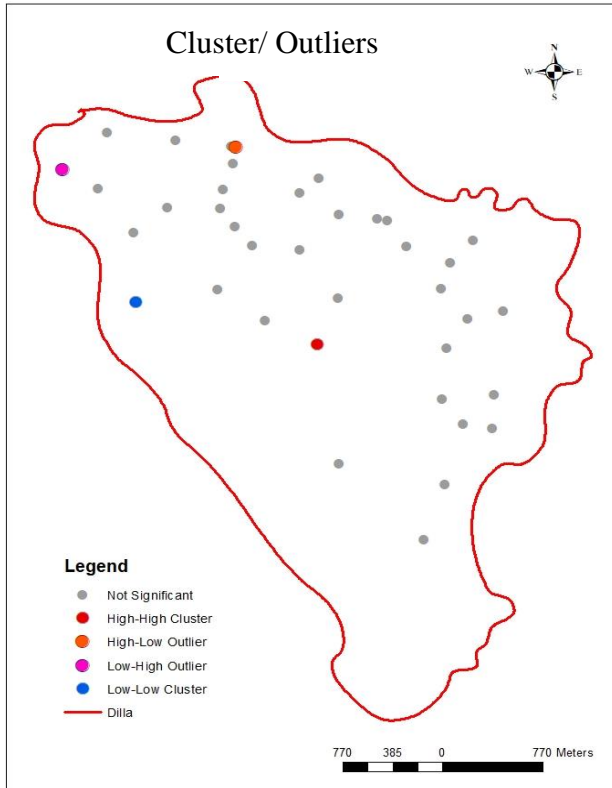 Cluster/ Outliers
N
W E
S
Legend
Not Significant
High-High Cluster
High-Low Outlier
Low-High Outlier
Low-Low Cluster
Dilla
770 385 0 770 Meters